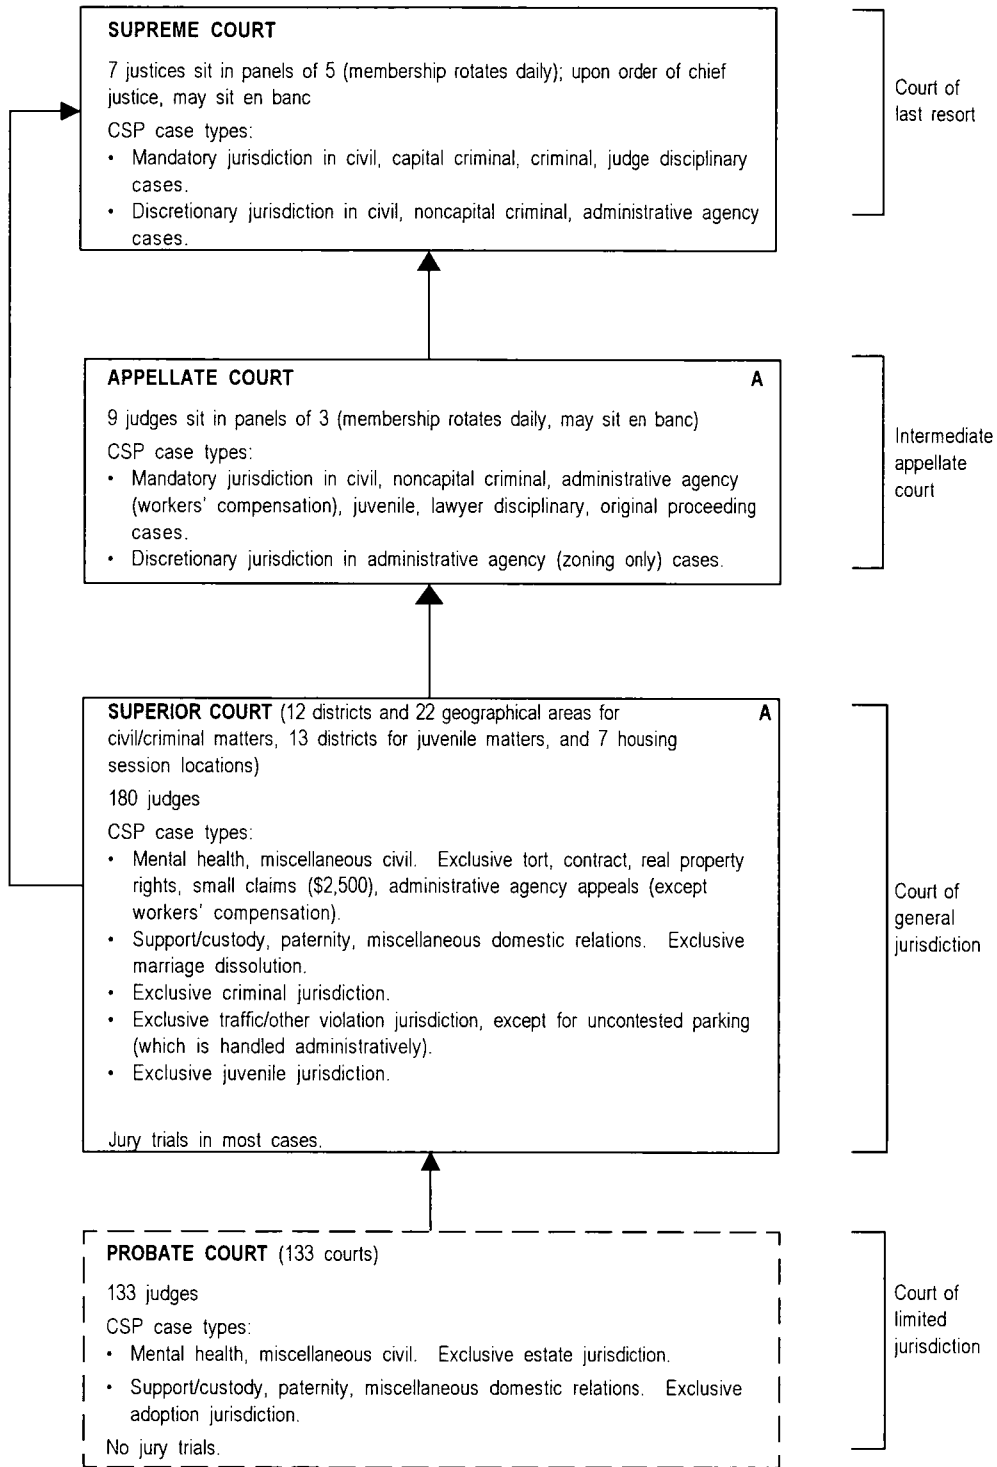 SUPREME COURT
7 justices sit in panels of 5 (membership rotates daily); upon order of chief
justice, may sit en banc
CSP case types:
• Mandatory jurisdiction in civil, capital criminal, criminal, judge disciplinary
cases.
• Discretionary jurisdiction in civil, noncapital criminal, administrative agency
cases.
Court of
last resort
APPELLATE COURT A
9 judges sit in panels of 3 (membership rotates daily, may sit en banc)
CSP case types:
• Mandatory jurisdiction in civil, noncapital criminal, administrative agency
(workers' compensation), juvenile, lawyer disciplinary, original proceeding
cases.
• Discretionary jurisdiction in administrative agency (zoning only) cases.
Intermediate
appellate
court
SUPERIOR COURT (12 districts and 22 geographical areas for A
civil/criminal matters, 13 districts for juvenile matters, and 7 housing
session locations)
180 judges
CSP case types:
• Mental health, miscellaneous civil. Exclusive tort, contract, real property
rights, small claims ($2,500), administrative agency appeals (except
workers' compensation).
• Support/custody, paternity, miscellaneous domestic relations. Exclusive
marriage dissolution.
• Exclusive criminal jurisdiction.
• Exclusive traffic/other violation jurisdiction, except for uncontested parking
(which is handled administratively).
• Exclusive juvenile jurisdiction.
Jury trials in most cases.
Court of
general
jurisdiction
PROBATE COURT (133 courts)
133 judges
CSP case types:
• Mental health, miscellaneous civil. Exclusive estate jurisdiction.
• Support/custody, paternity, miscellaneous domestic relations. Exclusive
adoption jurisdiction.
No jury trials.
Court of
limited
jurisdiction